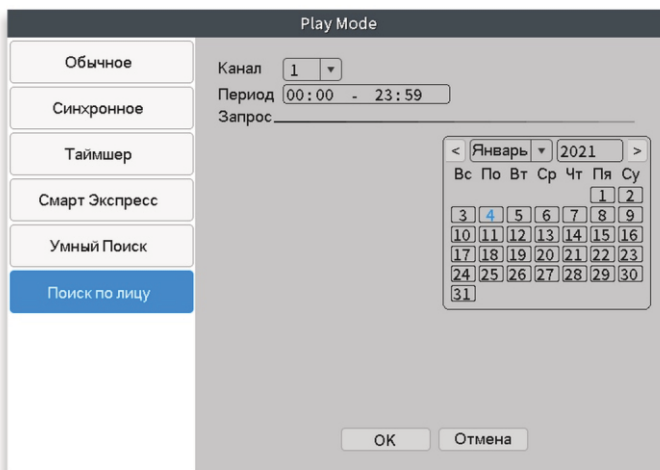 Play Mode
Обычное
Синхронное
Таймшер
Смарт Экспресс
Умный Поиск
Поиск по лицу
Канал 1
Период 00:00 - 23:59
Запрос
< Январь 2021 >
Вс По Вт Ср Чт Пя Су
1 2
3 4 5 6 7 8 9
10 11 12 13 14 15 16
17 18 19 20 21 22 23
24 25 26 27 28 29 30
31
OK Отмена